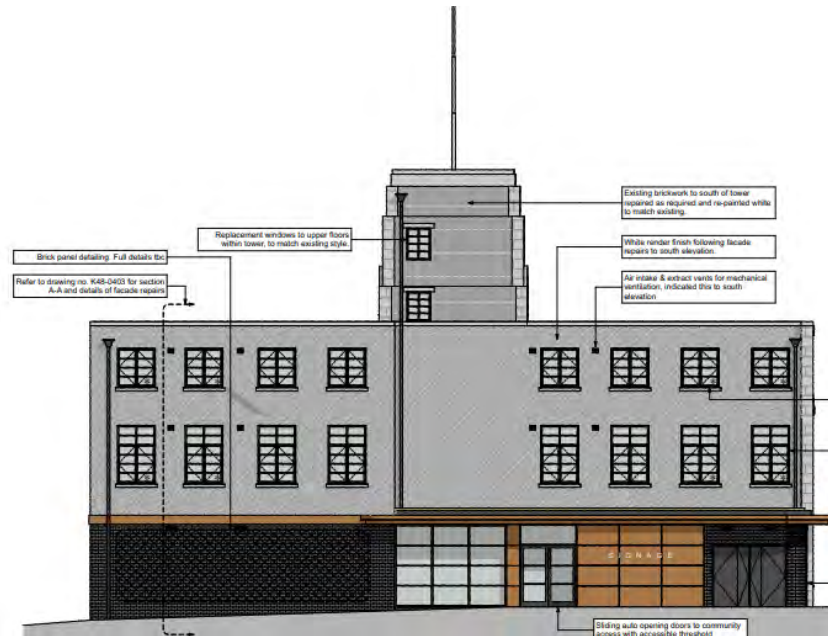 Existing brickwork to south of tower
repaired as required and re-painted white
to match existing.
Replacement windows to upper floors
within tower, to match existing style.
White render finish following facade
repairs to south elevation.
Brick panel detailing. Full details tbc
Refer to drawing no. K48-0403 for section
A-A and details of facade repairs
Air intake & extract vents for mechanical
ventilation, indicated this to south
elevation
SIGNAGE
Sliding auto opening doors to community
access with accessible threshold